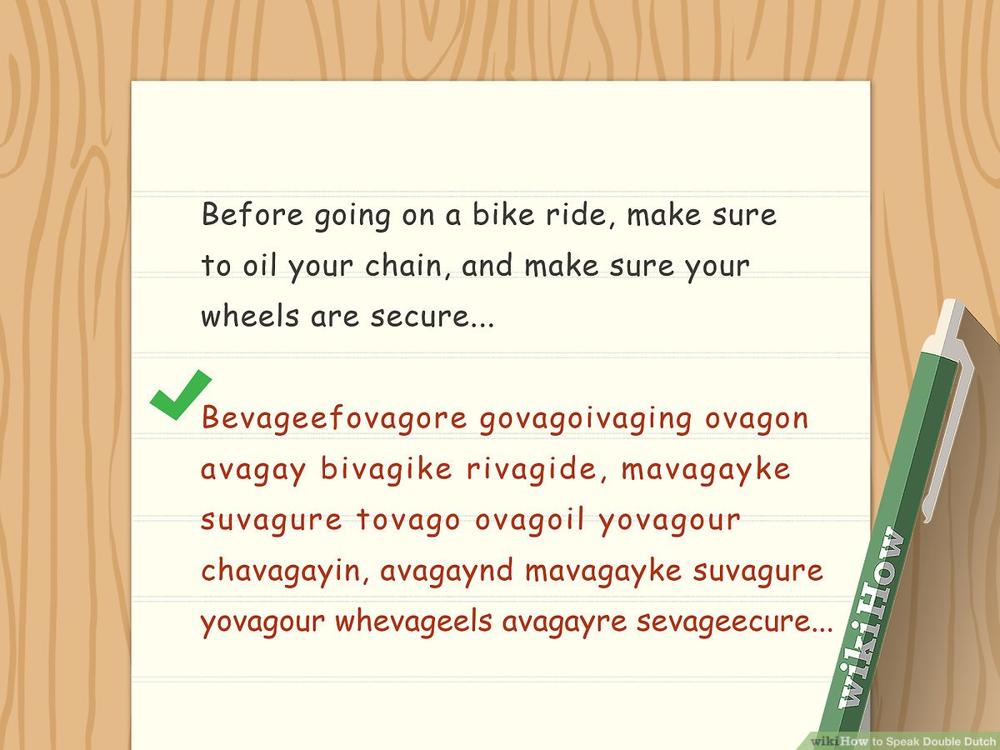 Before going on a bike ride, make sure
to oil your chain, and make sure your
wheels are secure...
Bevageefovagore govagoivaging ovagon
avagay bivagike rivagide, mavagayke
suvagure tovago ovagoil yovagour
chavagayin, avagaynd mavagayke suvagure
yovagour whevageels avagayre sevageecure...
wikiHow
wikiHow to Speak Double Dutch